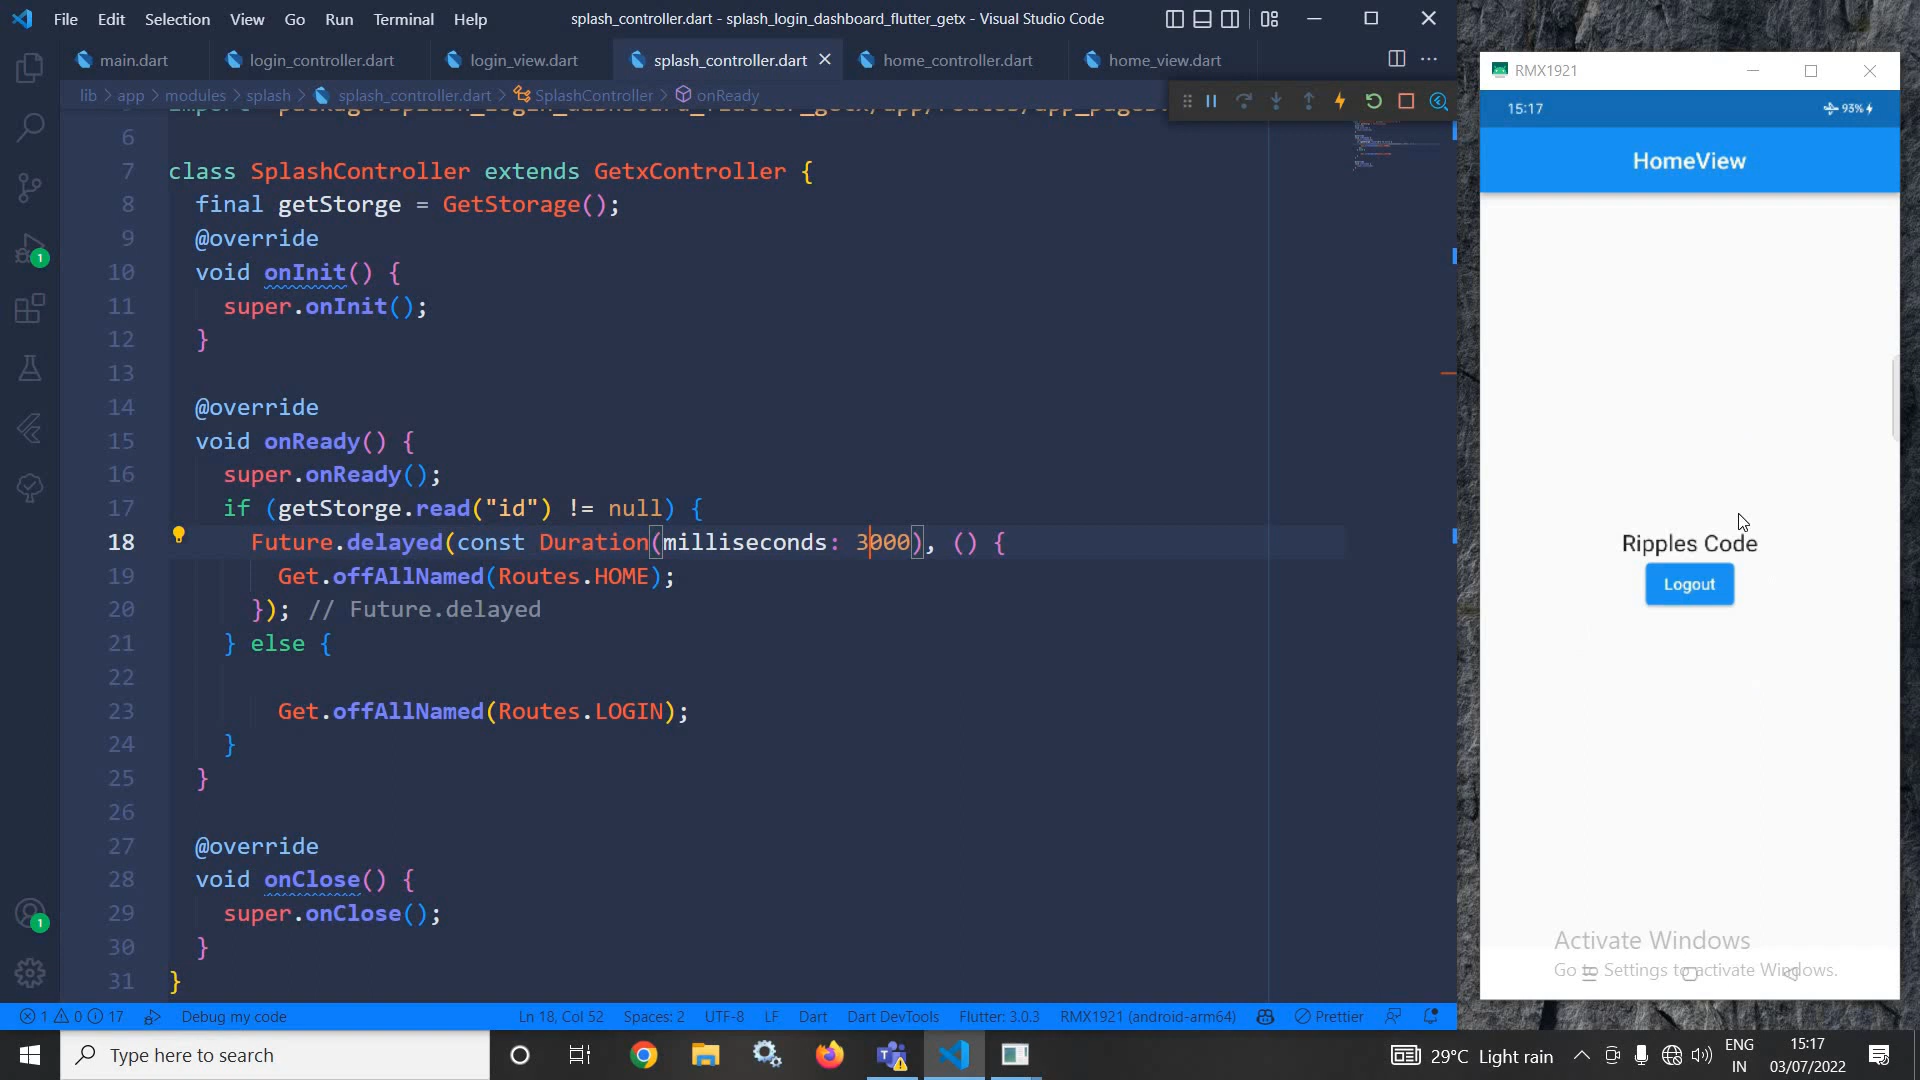 File Edit Selection View Go Run Terminal Help
splash_controller.dart - splash_login_dashboard_flutter_getx - Visual Studio Code
main.dart login_controller.dart login_view.dart splash_controller.dart home_controller.dart home_view.dart
lib > app > modules > splash > splash_controller.dart > SplashController > onReady
6
7 class SplashController extends GetxController {
8 final getStorge = GetStorage();
9 @override
10 void onInit() {
11 super.onInit();
12 }
13
14 @override
15 void onReady() {
16 super.onReady();
17 if (getStorge.read("id") != null) {
18 Future.delayed(const Duration(milliseconds: 3000), () {
19 Get.offAllNamed(Routes.HOME);
20 }); // Future.delayed
21 } else {
22
23 Get.offAllNamed(Routes.LOGIN);
24 }
25 }
26
27 @override
28 void onClose() {
29 super.onClose();
30 }
31 }
1
1
1 0 17 Debug my code Ln 18, Col 52 Spaces: 2 UTF-8 LF Dart Dart DevTools Flutter: 3.0.3 RMX1921 (android-arm64) Prettier
RMX1921
15:17 93%
HomeView
Ripples Code
Logout
Activate Windows
Go to Settings to activate Windows.
Type here to search
29°C Light rain
ENG
IN
15:17
03/07/2022